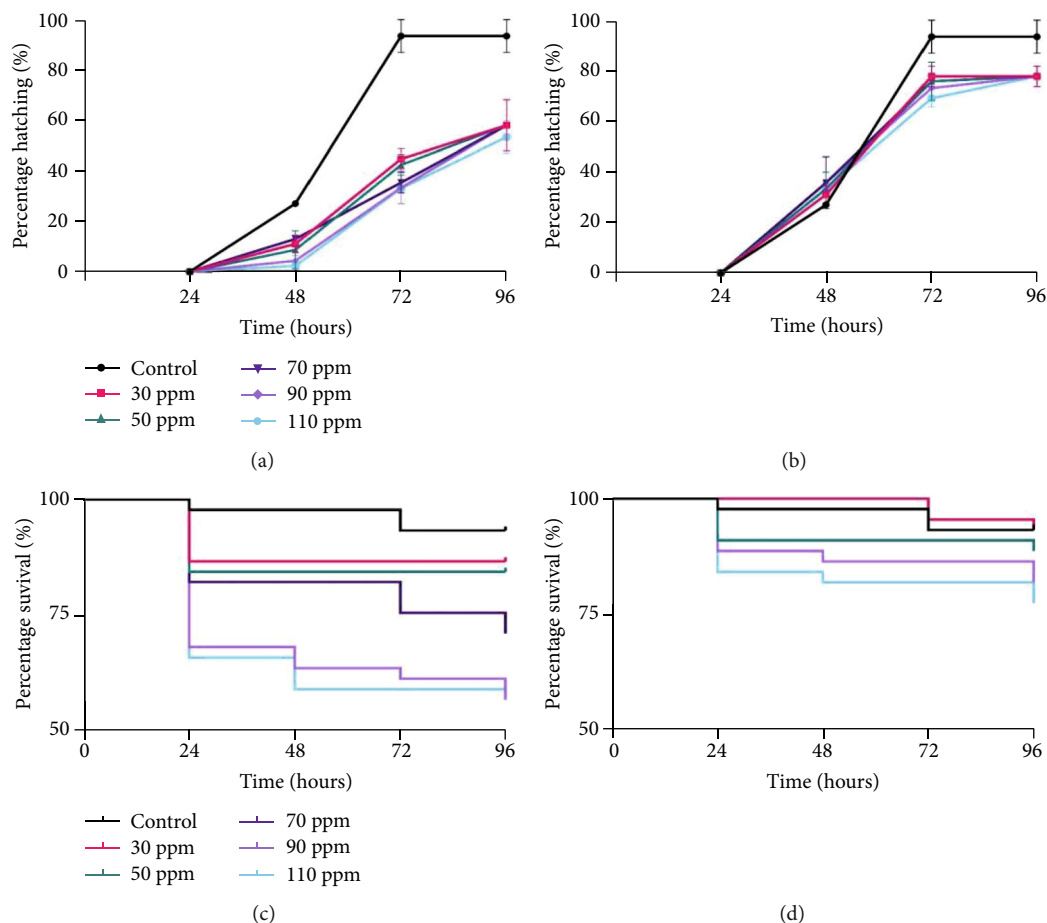 100
80
60
40
20
0
Percentage hatching (%)
24 48 72 96
Time (hours)
Control
30 ppm
50 ppm
70 ppm
90 ppm
110 ppm
(a)
100
80
60
40
20
0
Percentage hatching (%)
24 48 72 96
Time (hours)
(b)
100
75
50
Percentage suvival (%)
0 24 48 72 96
Time (hours)
Control
30 ppm
50 ppm
70 ppm
90 ppm
110 ppm
(c)
100
75
50
Percentage suvival (%)
0 24 48 72 96
Time (hours)
(d)